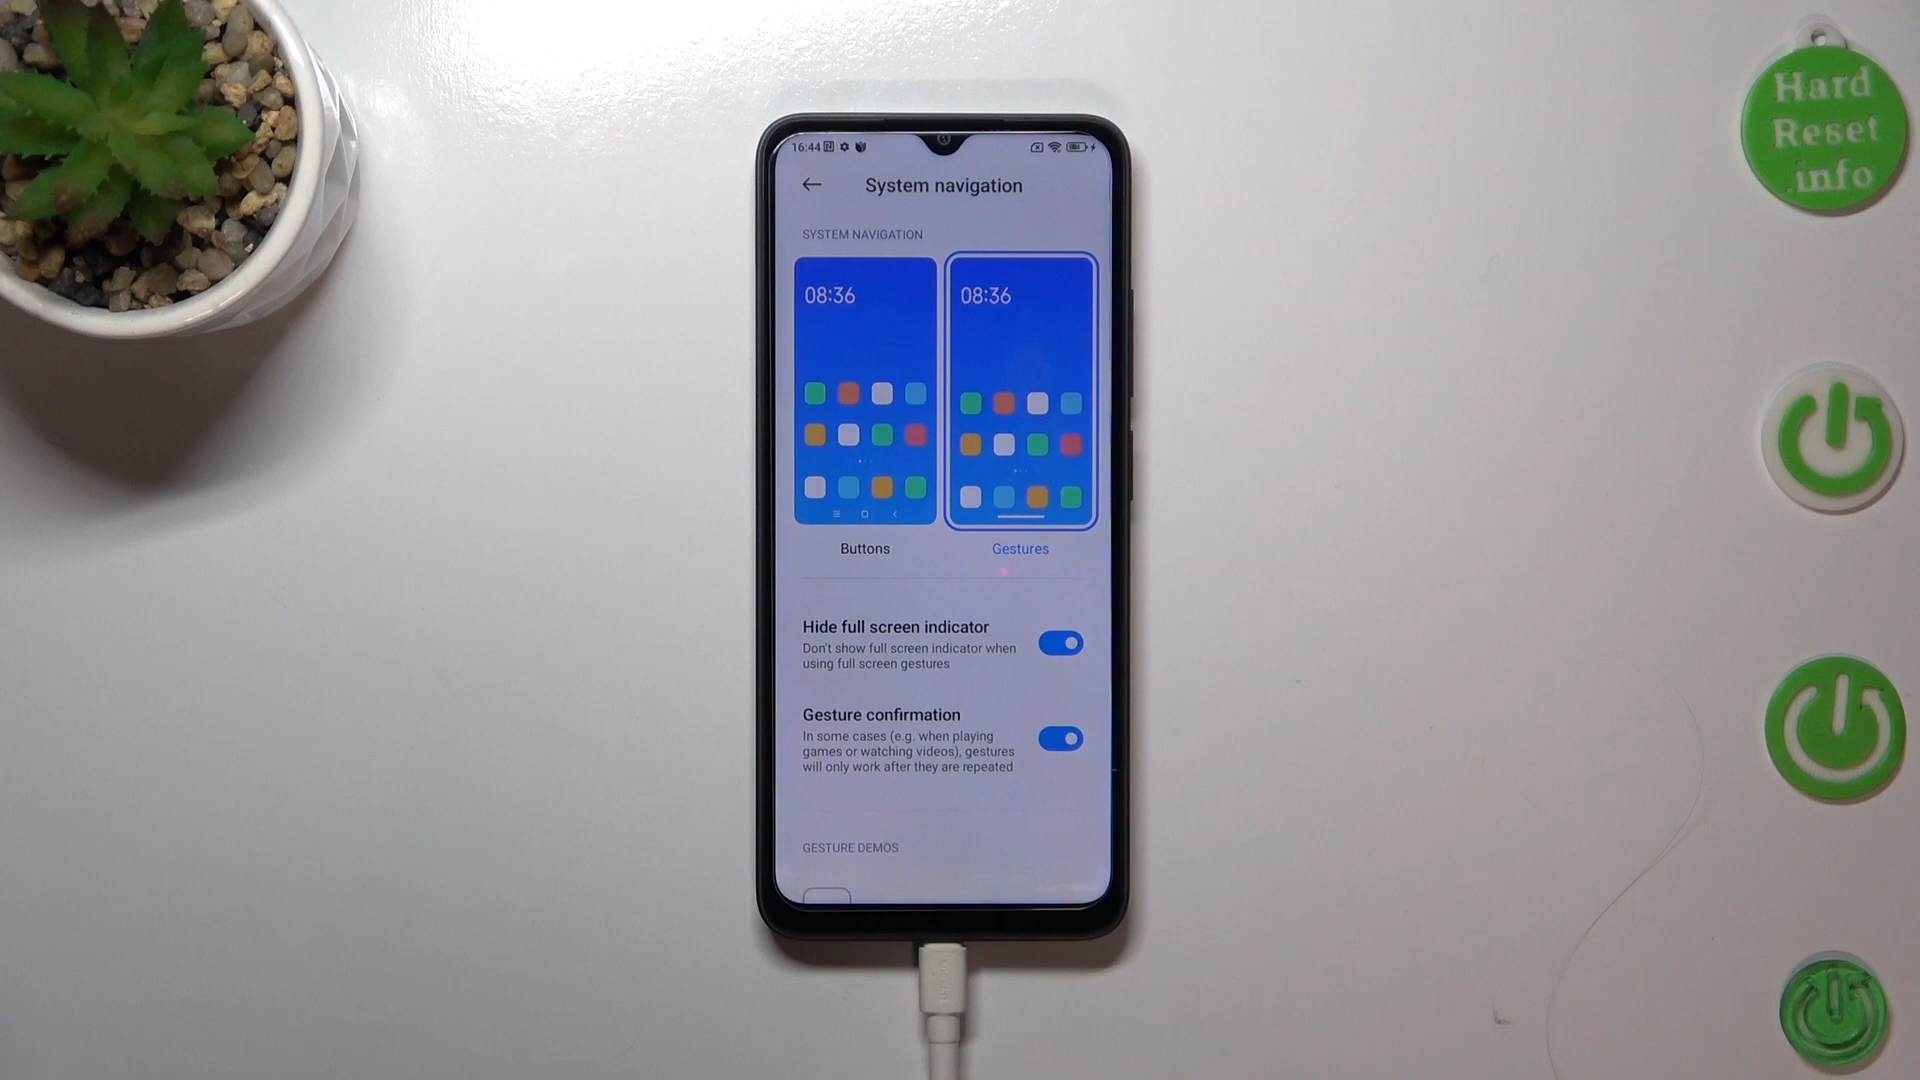 16:44
System navigation
SYSTEM NAVIGATION
08:36
08:36
Buttons
Gestures
Hide full screen indicator
Don't show full screen indicator when
using full screen gestures
Gesture confirmation
In some cases (e.g. when playing
games or watching videos), gestures
will only work after they are repeated
GESTURE DEMOS
Hard
Reset
.info